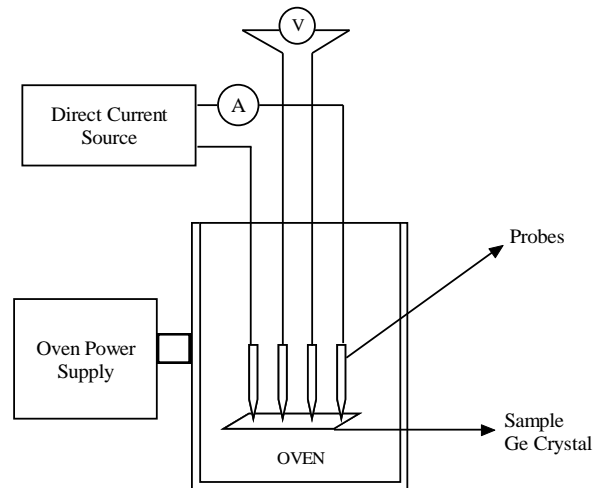 V
A
Direct Current
Source
Probes
Oven Power
Supply
Sample
Ge Crystal
OVEN